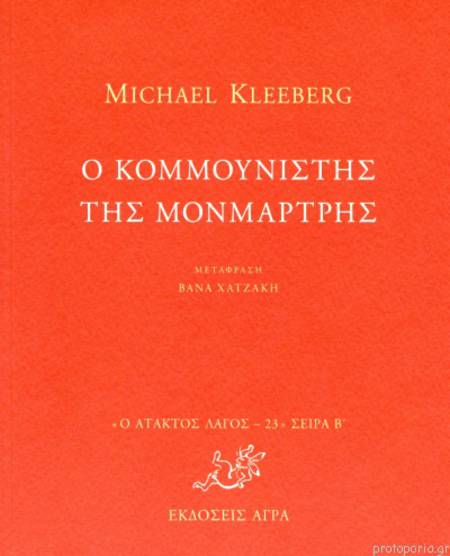 MICHAEL KLEEBERG
Ο ΚΟΜΜΟΥΝΙΣΤΗΣ
ΤΗΣ ΜΟΝΜΑΡΤΡΗΣ
ΜΕΤΑΦΡΑΣΗ
ΒΑΝΑ ΧΑΤΖΑΚΗ
«Ο ΑΤΑΚΤΟΣ ΛΑΓΟΣ – 23» ΣΕΙΡΑ Β΄
ΕΚΔΟΣΕΙΣ ΑΓΡΑ
protoporia.gr